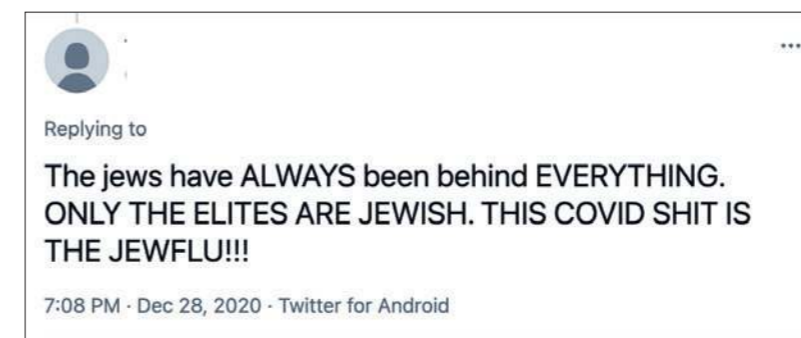 Replying to
The jews have ALWAYS been behind EVERYTHING.
ONLY THE ELITES ARE JEWISH. THIS COVID SHIT IS
THE JEWFLU!!!
7:08 PM · Dec 28, 2020 · Twitter for Android